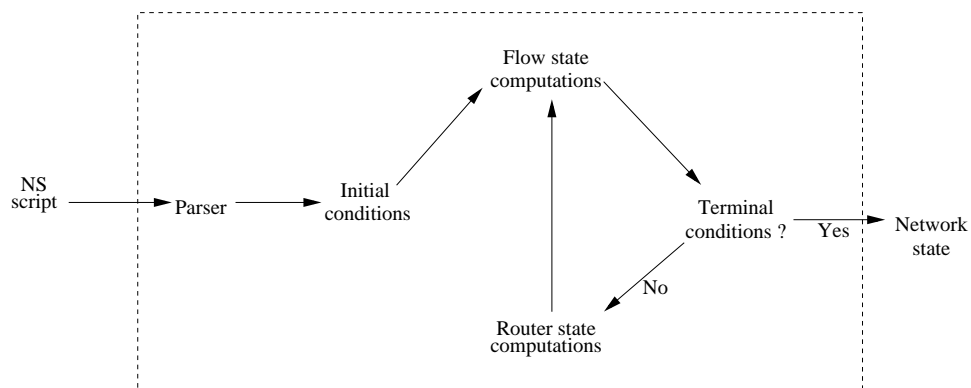 Flow state
computations
NS
script
Parser
Initial
conditions
Terminal
conditions ?
Yes
Network
state
No
Router state
computations